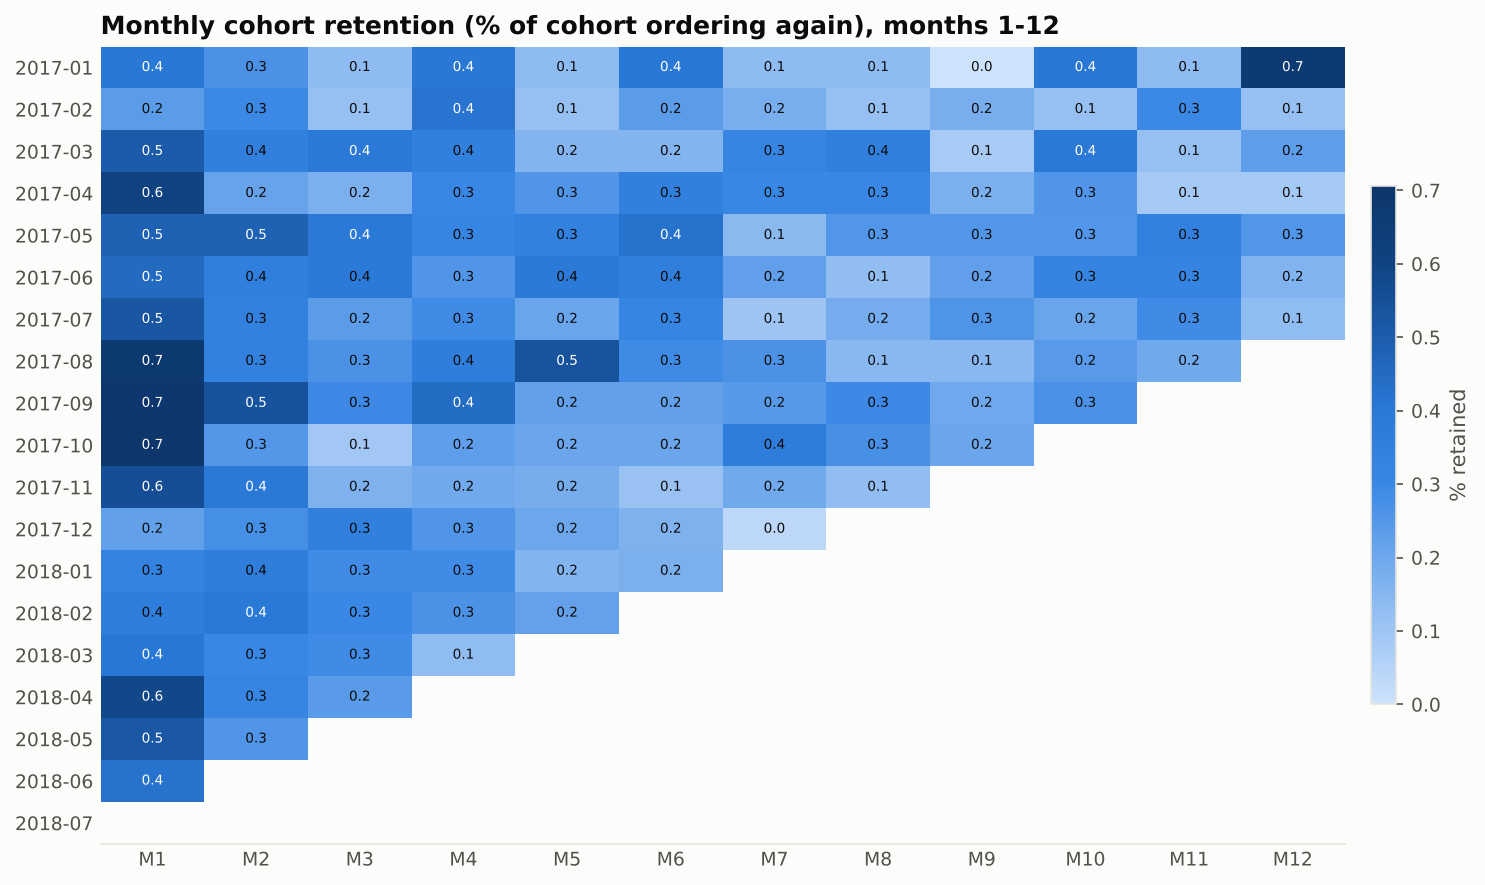 Monthly cohort retention (% of cohort ordering again), months 1-12
2017-01 0.4 0.3 0.1 0.4 0.1 0.4 0.1 0.1 0.0 0.4 0.1 0.7
2017-02 0.2 0.3 0.1 0.4 0.1 0.2 0.2 0.1 0.2 0.1 0.3 0.1
2017-03 0.5 0.4 0.4 0.4 0.2 0.2 0.3 0.4 0.1 0.4 0.1 0.2
2017-04 0.6 0.2 0.2 0.3 0.3 0.3 0.3 0.3 0.2 0.3 0.1 0.1
2017-05 0.5 0.5 0.4 0.3 0.3 0.4 0.1 0.3 0.3 0.3 0.3 0.3
2017-06 0.5 0.4 0.4 0.3 0.4 0.4 0.2 0.1 0.2 0.3 0.3 0.2
2017-07 0.5 0.3 0.2 0.3 0.2 0.3 0.1 0.2 0.3 0.2 0.3 0.1
2017-08 0.7 0.3 0.3 0.4 0.5 0.3 0.3 0.1 0.1 0.2 0.2
2017-09 0.7 0.5 0.3 0.4 0.2 0.2 0.2 0.3 0.2 0.3
2017-10 0.7 0.3 0.1 0.2 0.2 0.2 0.4 0.3 0.2
2017-11 0.6 0.4 0.2 0.2 0.2 0.1 0.2 0.1
2017-12 0.2 0.3 0.3 0.3 0.2 0.2 0.0
2018-01 0.3 0.4 0.3 0.3 0.2 0.2
2018-02 0.4 0.4 0.3 0.3 0.2
2018-03 0.4 0.3 0.3 0.1
2018-04 0.6 0.3 0.2
2018-05 0.5 0.3
2018-06 0.4
2018-07
M1 M2 M3 M4 M5 M6 M7 M8 M9 M10 M11 M12
0.7
0.6
0.5
0.4
0.3
0.2
0.1
0.0
% retained